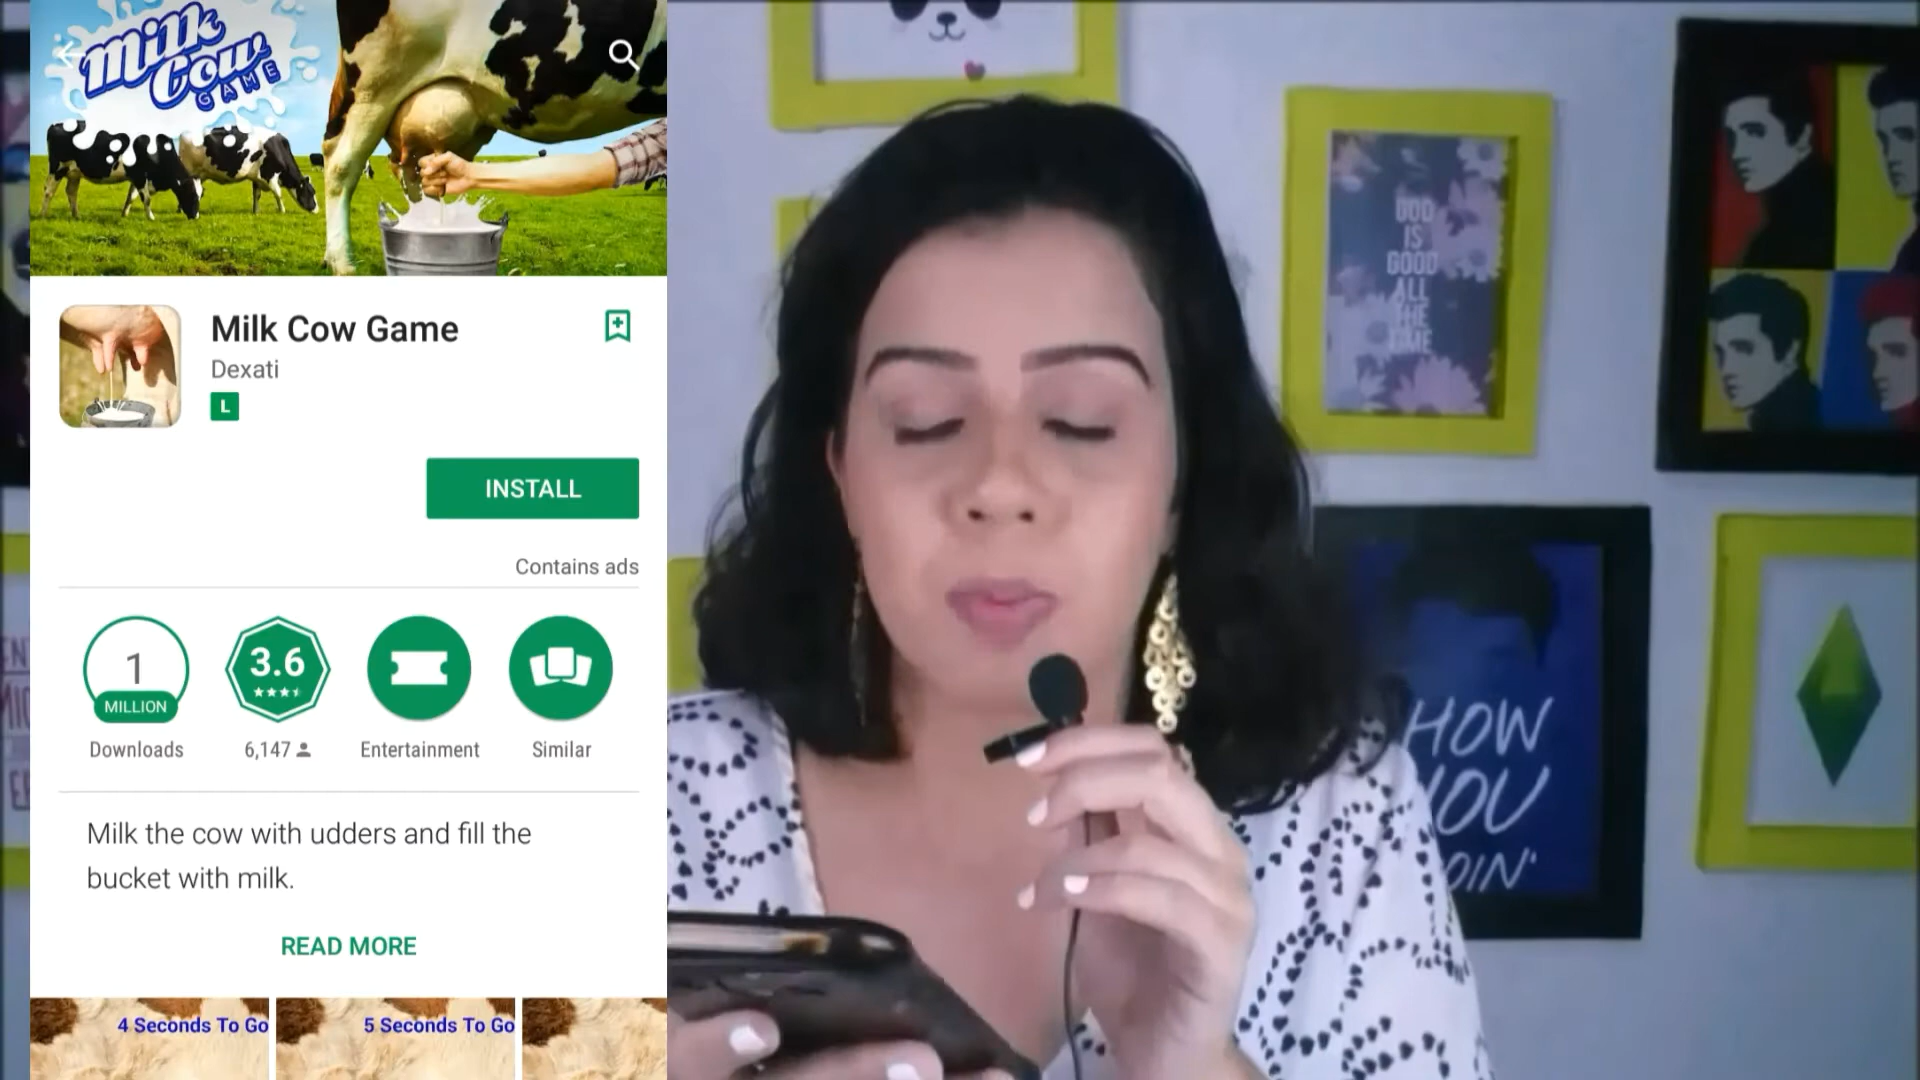 Milk
Cow
GAME
Milk Cow Game
Dexati
L
INSTALL
Contains ads
1
MILLION
Downloads
3.6
6,147
Entertainment
Similar
Milk the cow with udders and fill the
bucket with milk.
READ MORE
4 Seconds To Go
5 Seconds To Go
GOD
IS
GOOD
ALL
THE
TIME
HOW
YOU
DOIN'